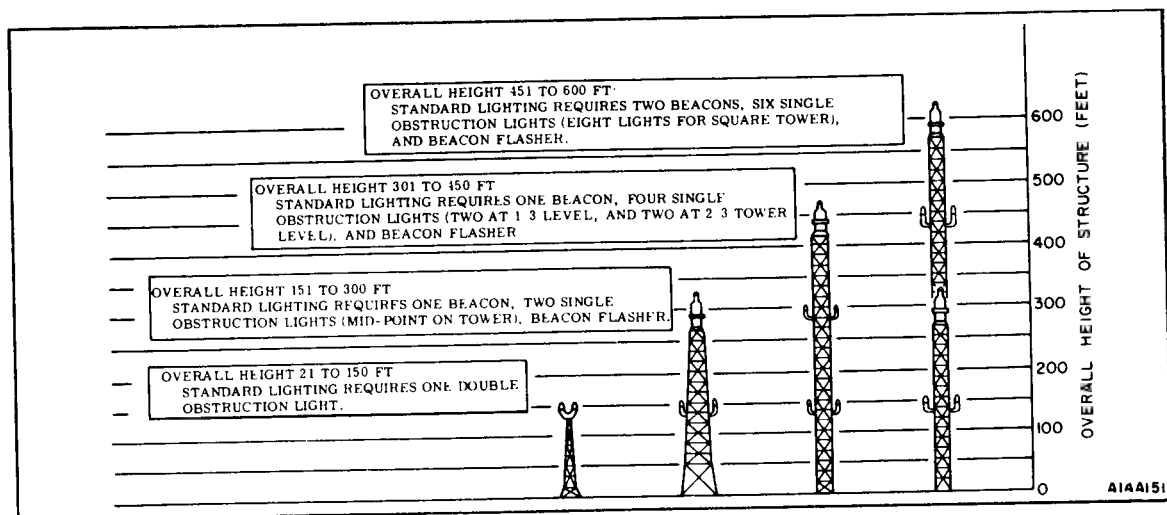 OVERALL HEIGHT 451 TO 600 FT
STANDARD LIGHTING REQUIRES TWO BEACONS, SIX SINGLE
OBSTRUCTION LIGHTS (EIGHT LIGHTS FOR SQUARE TOWER),
AND BEACON FLASHER.
OVERALL HEIGHT 301 TO 450 FT
STANDARD LIGHTING REQUIRES ONE BEACON, FOUR SINGLE
OBSTRUCTION LIGHTS (TWO AT 1 3 LEVEL, AND TWO AT 2 3 TOWER
LEVEL), AND BEACON FLASHER
OVERALL HEIGHT 151 TO 300 FT
STANDARD LIGHTING REQUIRES ONE BEACON, TWO SINGLE
OBSTRUCTION LIGHTS (MID-POINT ON TOWER), BEACON FLASHER.
OVERALL HEIGHT 21 TO 150 FT
STANDARD LIGHTING REQUIRES ONE DOUBLE
OBSTRUCTION LIGHT.
600
500
400
300
200
100
0
OVERALL HEIGHT OF STRUCTURE (FEET)
A14A151